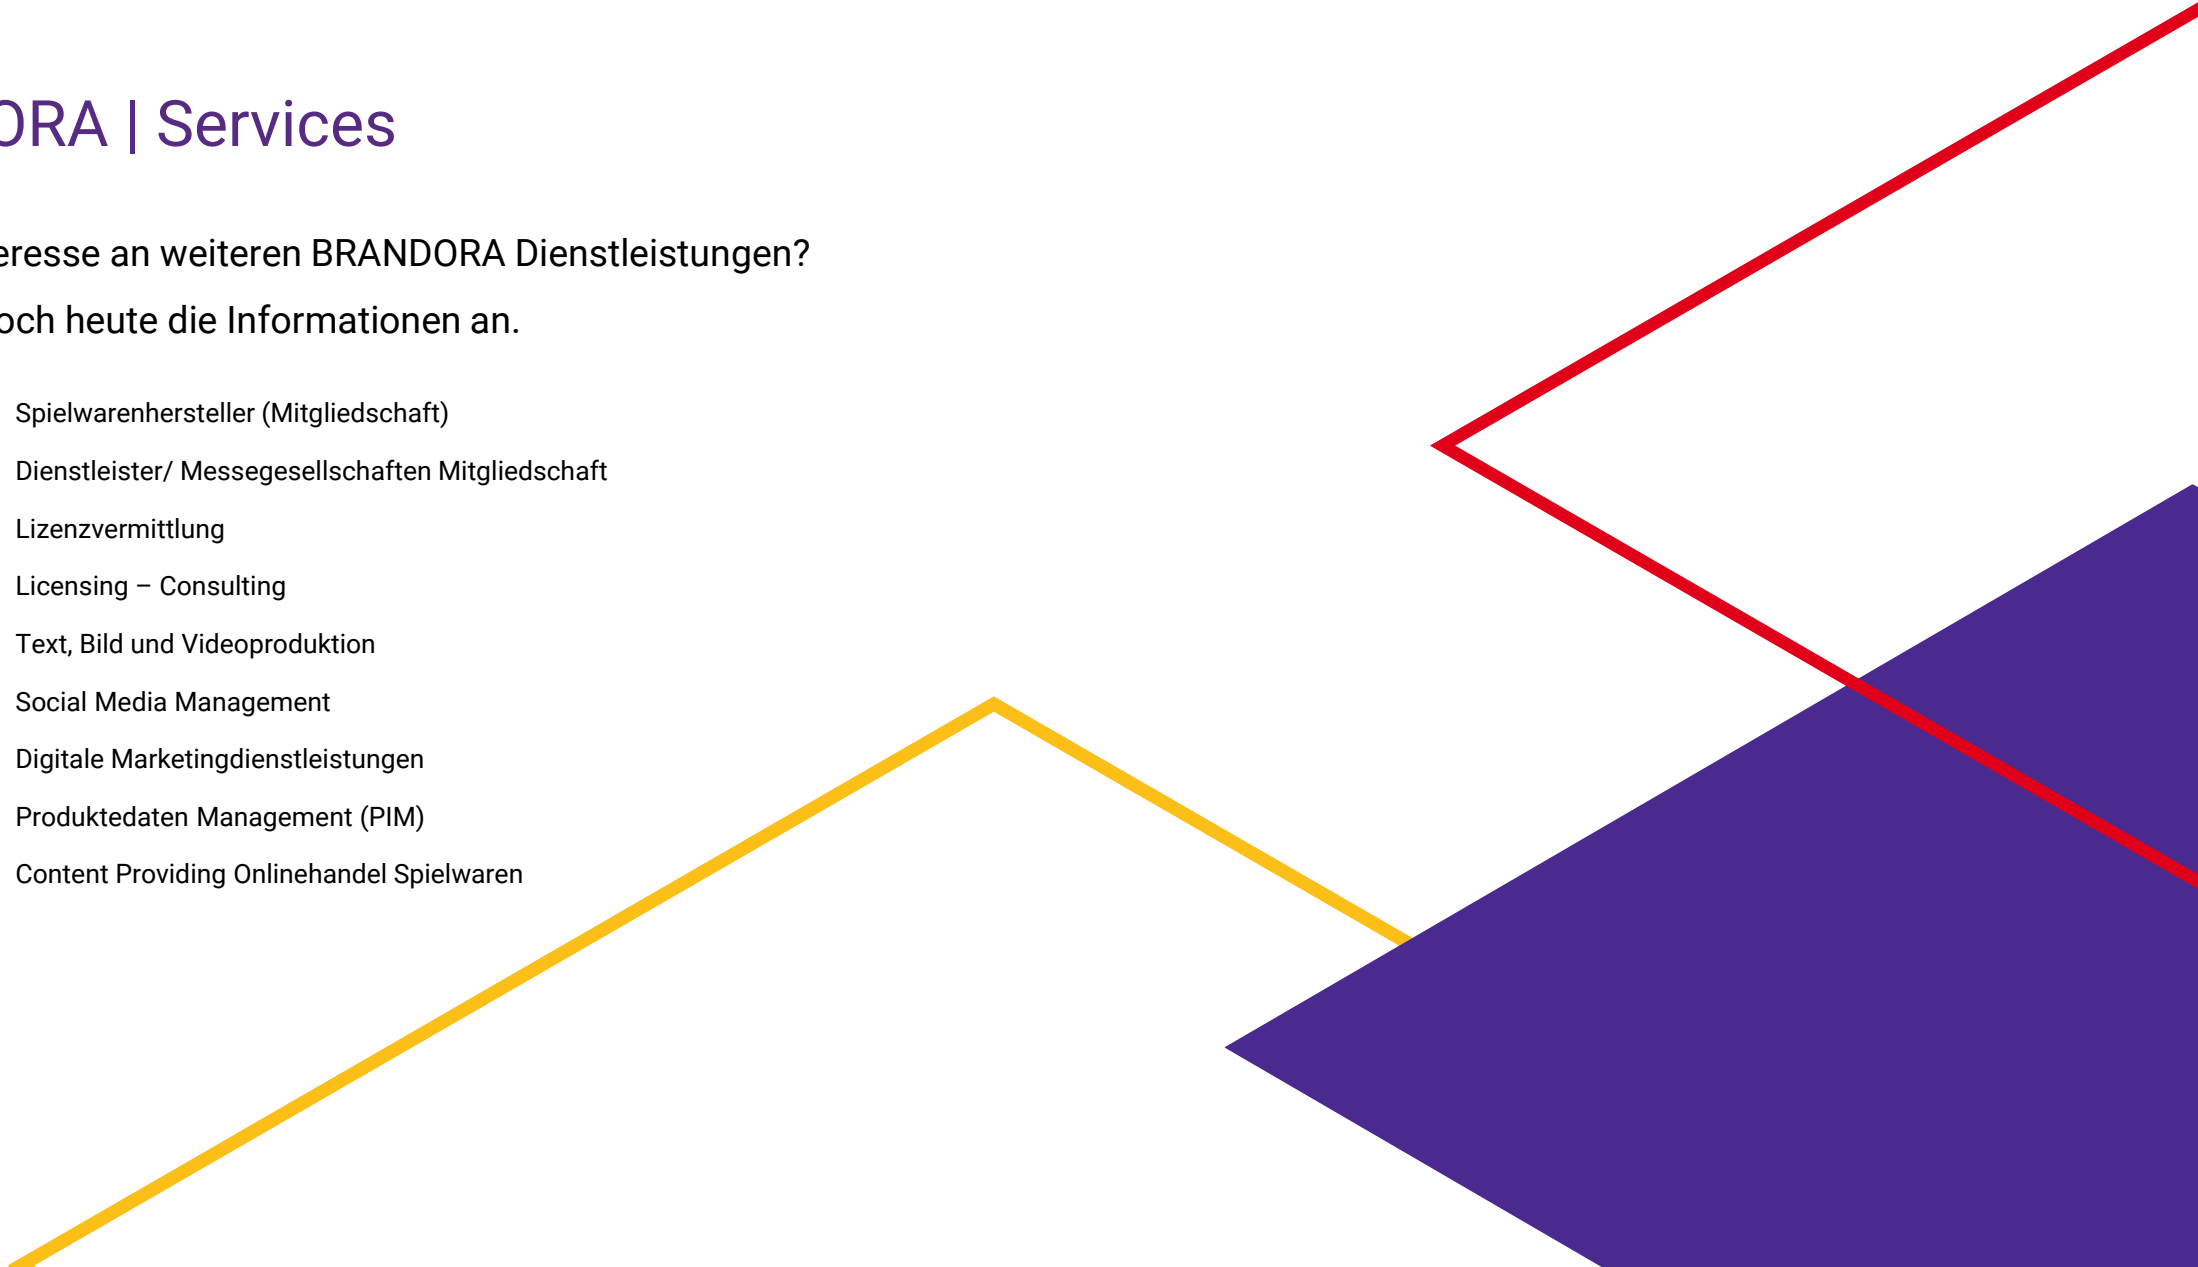 ORA | Services
eresse an weiteren BRANDORA Dienstleistungen?
och heute die Informationen an.
Spielwarenhersteller (Mitgliedschaft)
Dienstleister/ Messegesellschaften Mitgliedschaft
Lizenzvermittlung
Licensing – Consulting
Text, Bild und Videoproduktion
Social Media Management
Digitale Marketingdienstleistungen
Produktedaten Management (PIM)
Content Providing Onlinehandel Spielwaren